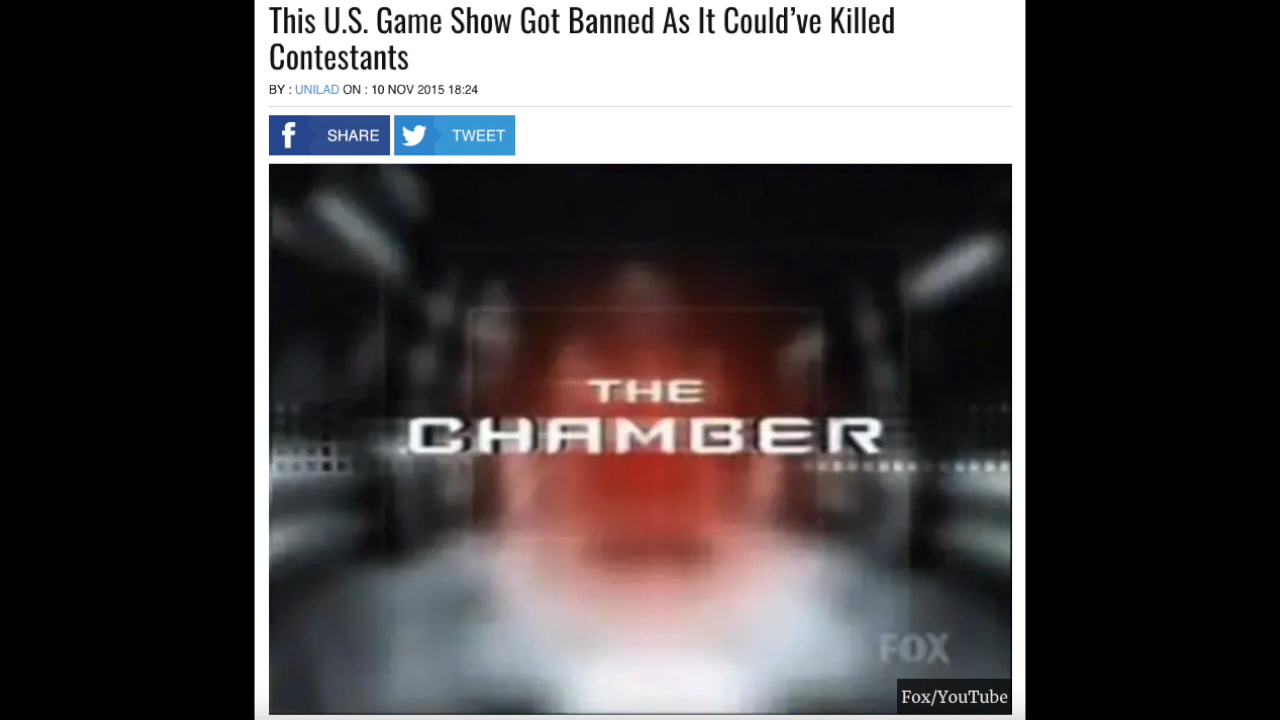 This U.S. Game Show Got Banned As It Could’ve Killed
Contestants
BY : UNILAD ON : 10 NOV 2015 18:24
f SHARE TWEET
THE
CHAMBER
FOX
Fox/YouTube